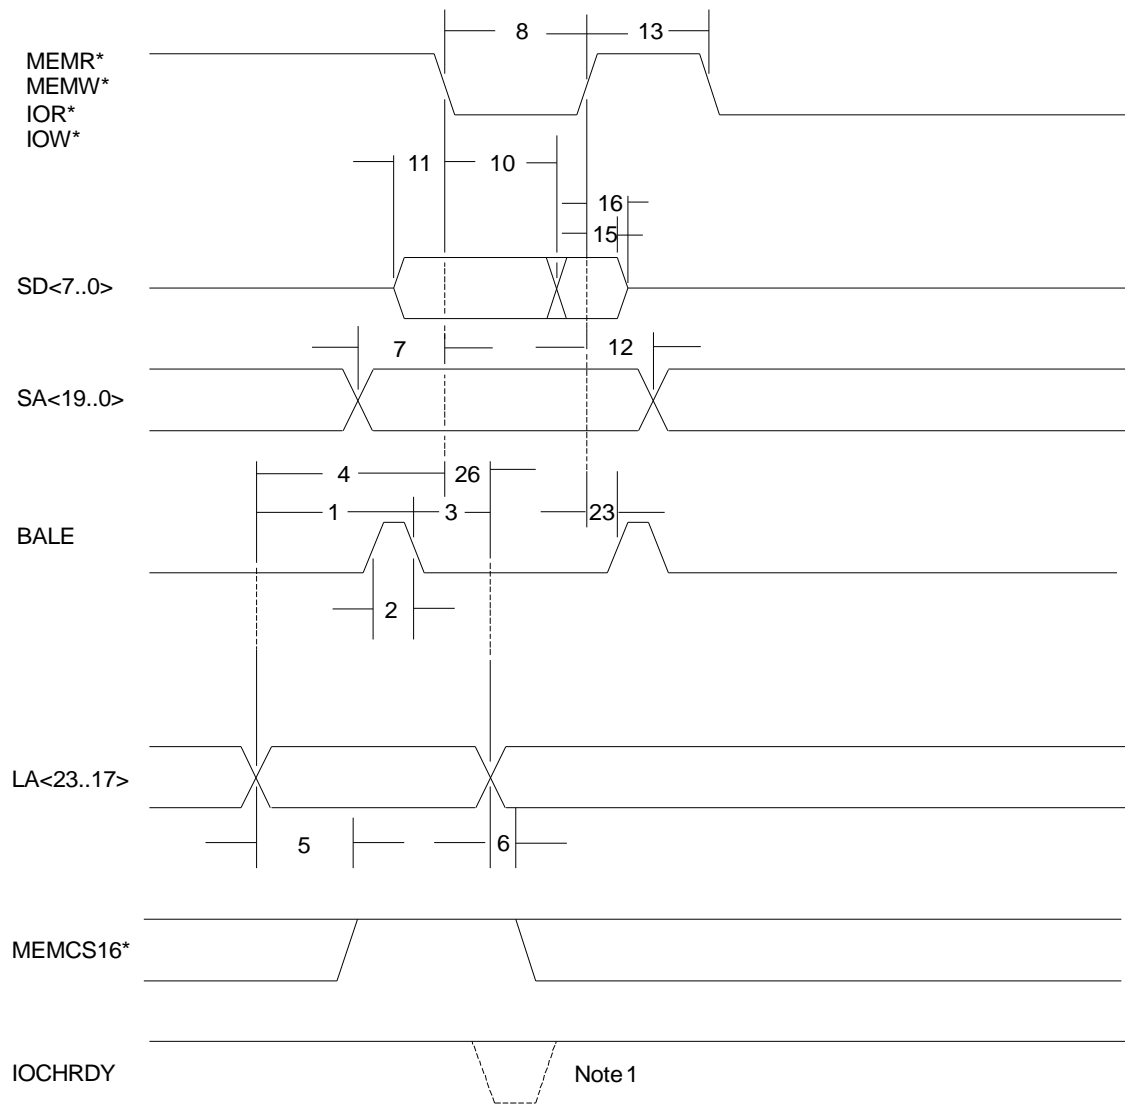 8 13
MEMR*
MEMW*
IOR*
IOW*
11 10
16
15
SD<7..0>
7 12
SA<19..0>
4 26
1 3 23
BALE
2
LA<23..17>
5 6
MEMCS16*
IOCHRDY Note 1